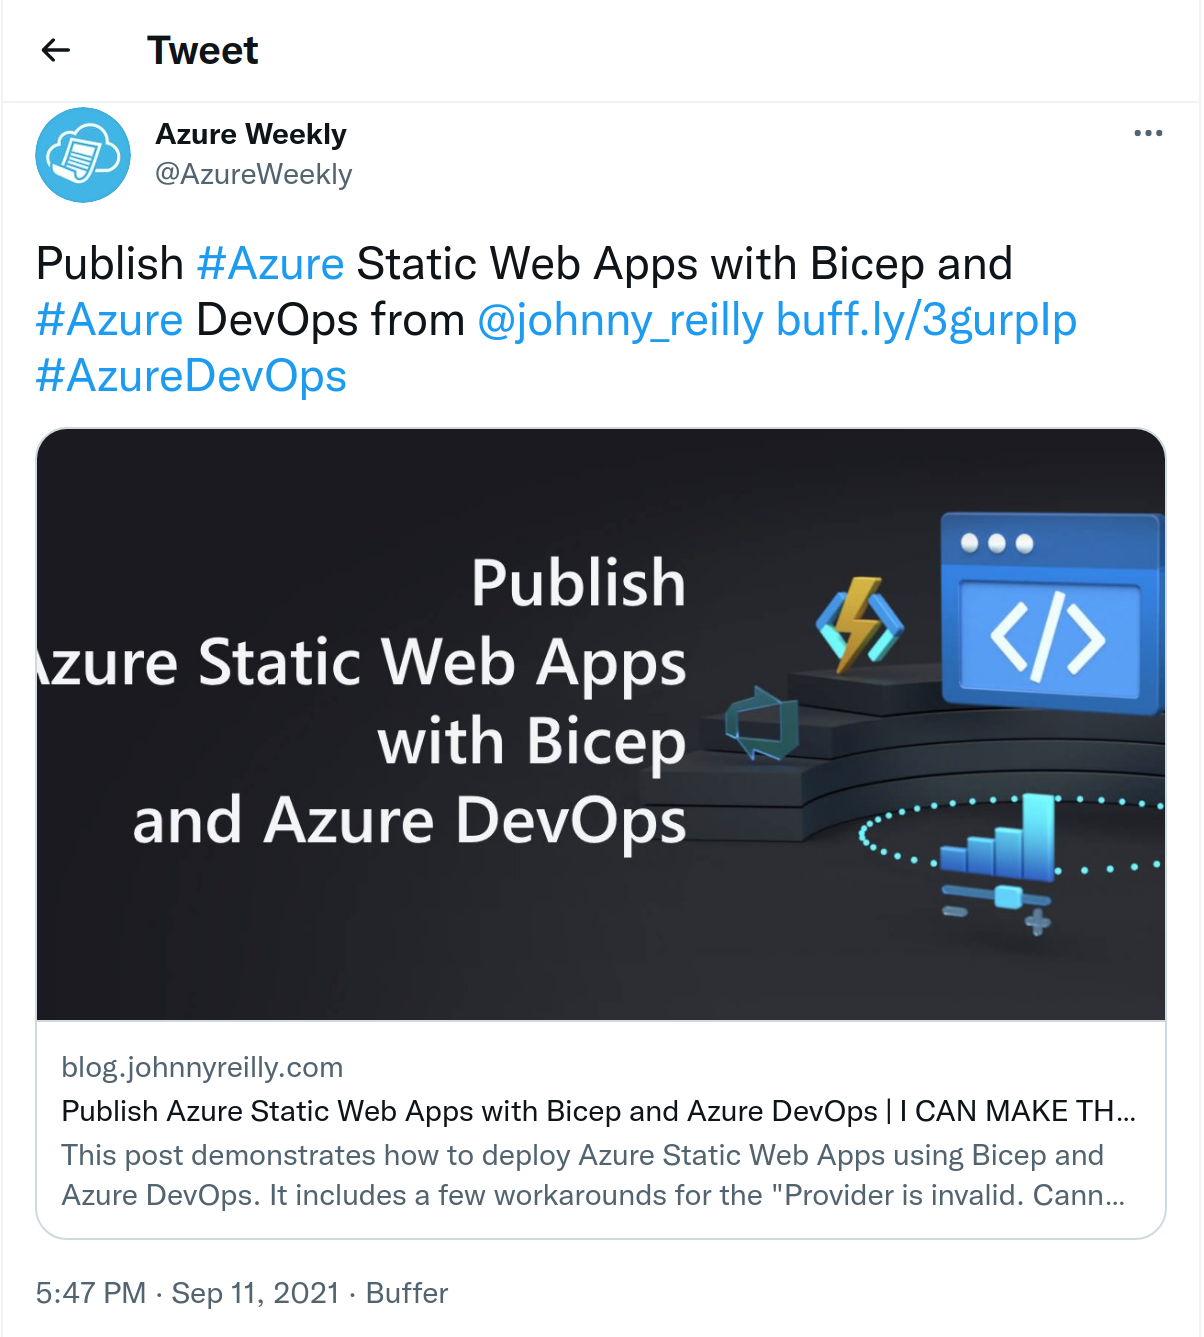 Tweet
Azure Weekly
@AzureWeekly
Publish #Azure Static Web Apps with Bicep and
#Azure DevOps from @johnny_reilly buff.ly/3gurpIp
#AzureDevOps
Publish
Azure Static Web Apps
with Bicep
and Azure DevOps
blog.johnnyreilly.com
Publish Azure Static Web Apps with Bicep and Azure DevOps | I CAN MAKE TH...
This post demonstrates how to deploy Azure Static Web Apps using Bicep and
Azure DevOps. It includes a few workarounds for the "Provider is invalid. Cann...
5:47 PM · Sep 11, 2021 · Buffer